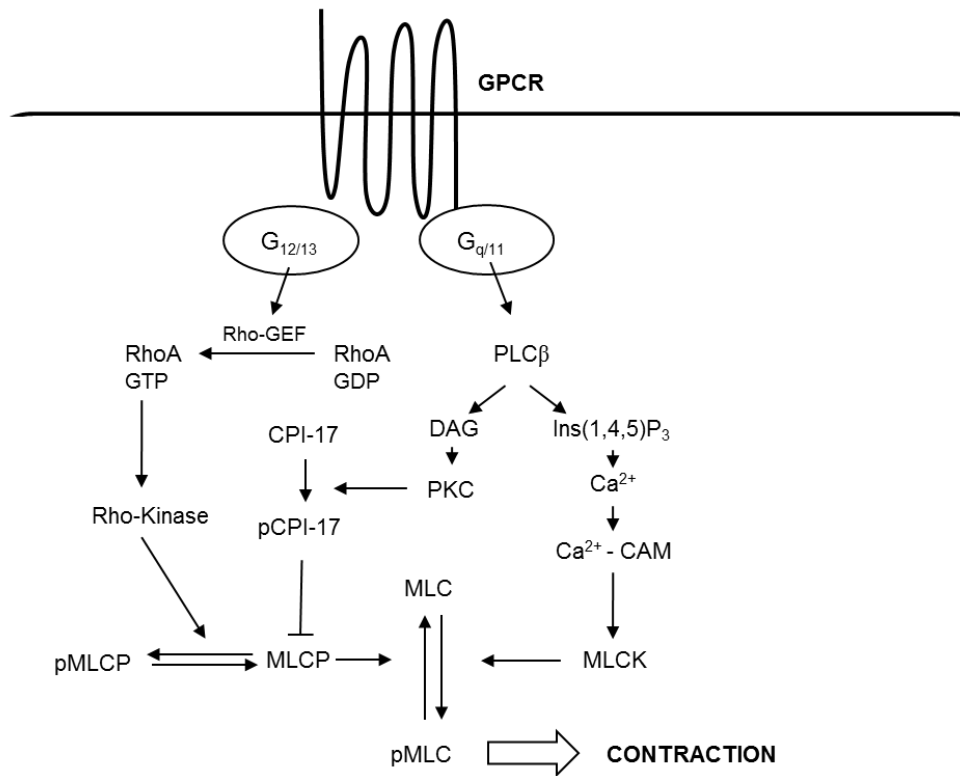 GPCR
G12/13
Gq/11
Rho-GEF
RhoA
GTP
RhoA
GDP
PLCβ
CPI-17
DAG
Ins(1,4,5)P3
PKC
Ca2+
Rho-Kinase
pCPI-17
Ca2+ - CAM
MLC
pMLCP
MLCP
MLCK
pMLC
CONTRACTION